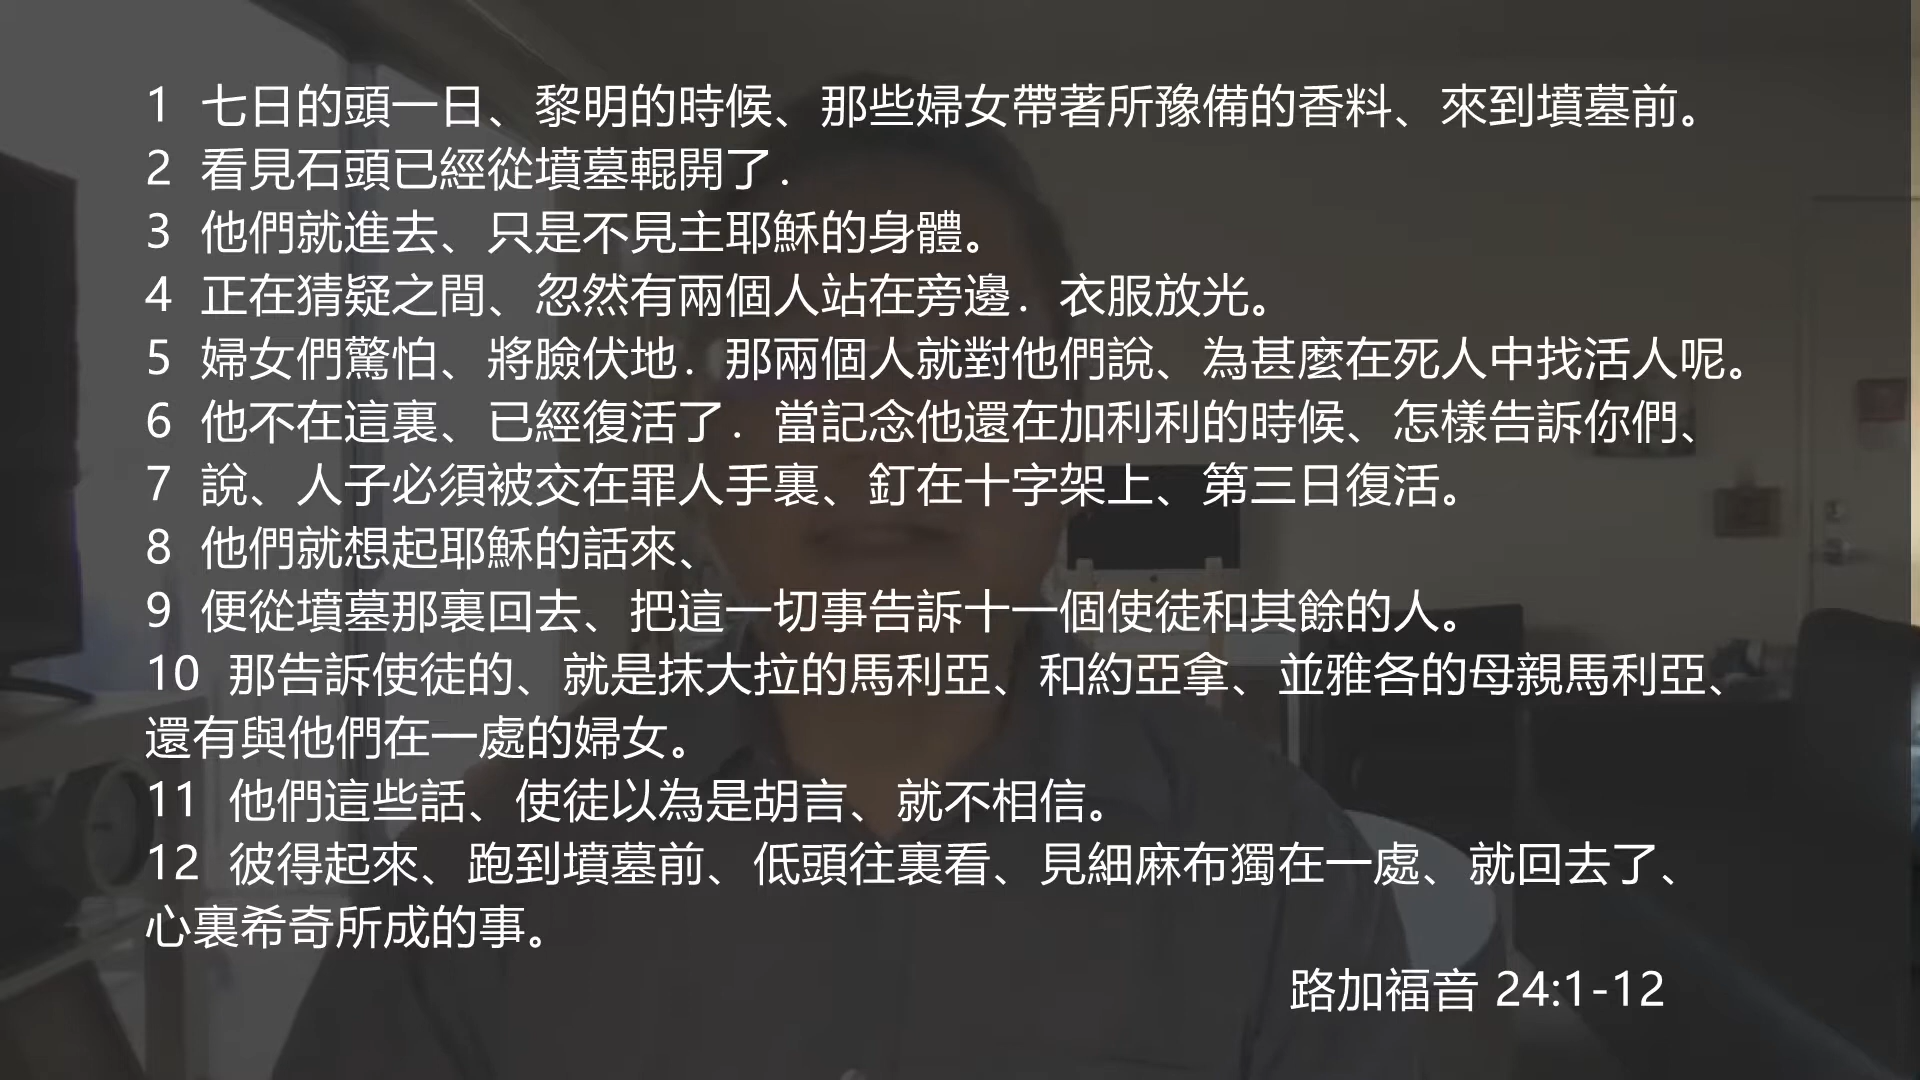 1 七日的頭一日、黎明的時候、那些婦女帶著所豫備的香料、來到墳墓前。
2 看見石頭已經從墳墓輥開了．
3 他們就進去、只是不見主耶穌的身體。
4 正在猜疑之間、忽然有兩個人站在旁邊．衣服放光。
5 婦女們驚怕、將臉伏地．那兩個人就對他們說、為甚麼在死人中找活人呢。
6 他不在這裏、已經復活了．當記念他還在加利利的時候、怎樣告訴你們、
7 說、人子必須被交在罪人手裏、釘在十字架上、第三日復活。
8 他們就想起耶穌的話來、
9 便從墳墓那裏回去、把這一切事告訴十一個使徒和其餘的人。
10 那告訴使徒的、就是抹大拉的馬利亞、和約亞拿、並雅各的母親馬利亞、
還有與他們在一處的婦女。
11 他們這些話、使徒以為是胡言、就不相信。
12 彼得起來、跑到墳墓前、低頭往裏看、見細麻布獨在一處、就回去了、
心裏希奇所成的事。
路加福音 24:1-12